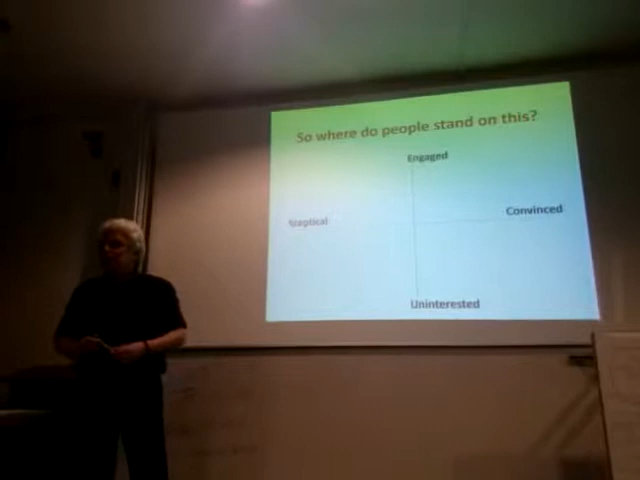 So where do people stand on this?
Engaged
Convinced
Sceptical
Uninterested